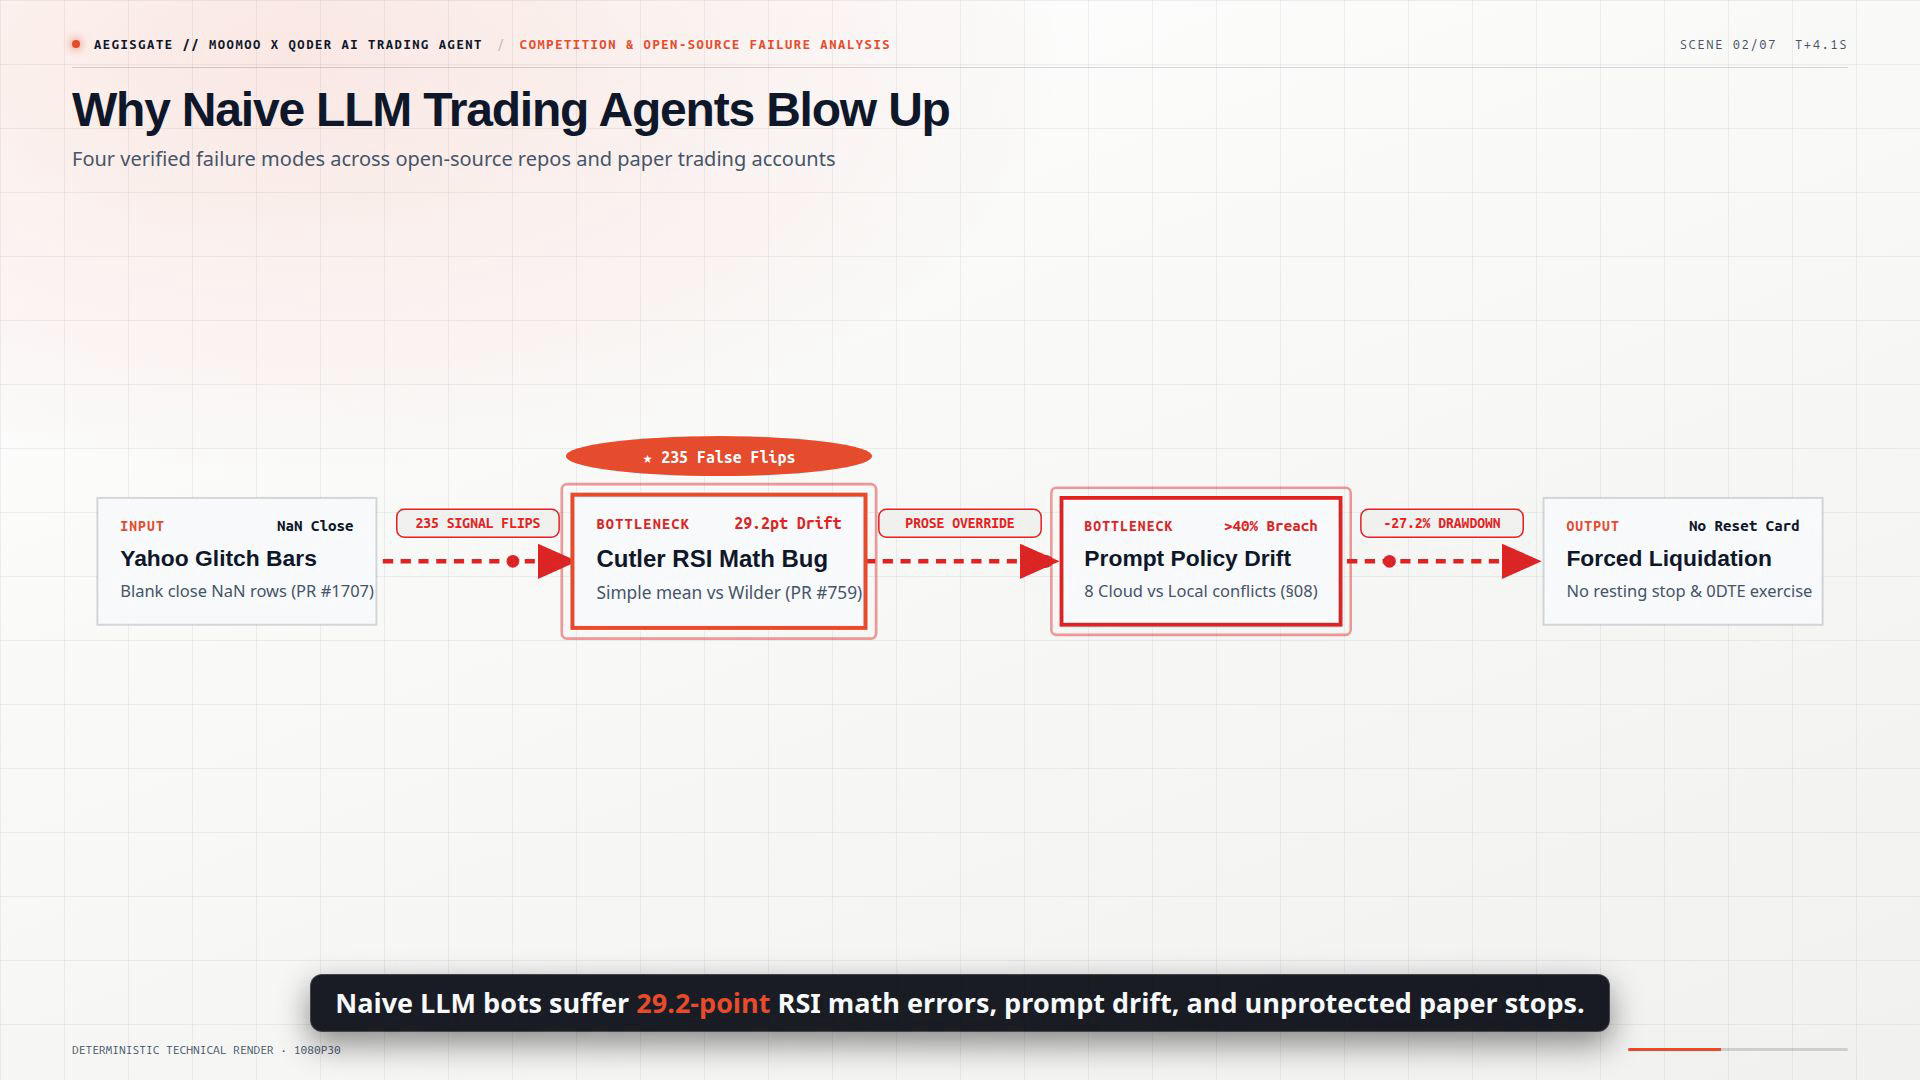 AEGISGATE // MOOMOO X QODER AI TRADING AGENT / COMPETITION & OPEN-SOURCE FAILURE ANALYSIS
SCENE 02/07 T+4.1S
Why Naive LLM Trading Agents Blow Up
Four verified failure modes across open-source repos and paper trading accounts
★ 235 False Flips
INPUT NaN Close
Yahoo Glitch Bars
Blank close NaN rows (PR #1707)
235 SIGNAL FLIPS
BOTTLENECK 29.2pt Drift
Cutler RSI Math Bug
Simple mean vs Wilder (PR #759)
PROSE OVERRIDE
BOTTLENECK >40% Breach
Prompt Policy Drift
8 Cloud vs Local conflicts (§08)
-27.2% DRAWDOWN
OUTPUT No Reset Card
Forced Liquidation
No resting stop & 0DTE exercise
Naive LLM bots suffer 29.2-point RSI math errors, prompt drift, and unprotected paper stops.
DETERMINISTIC TECHNICAL RENDER · 1080P30